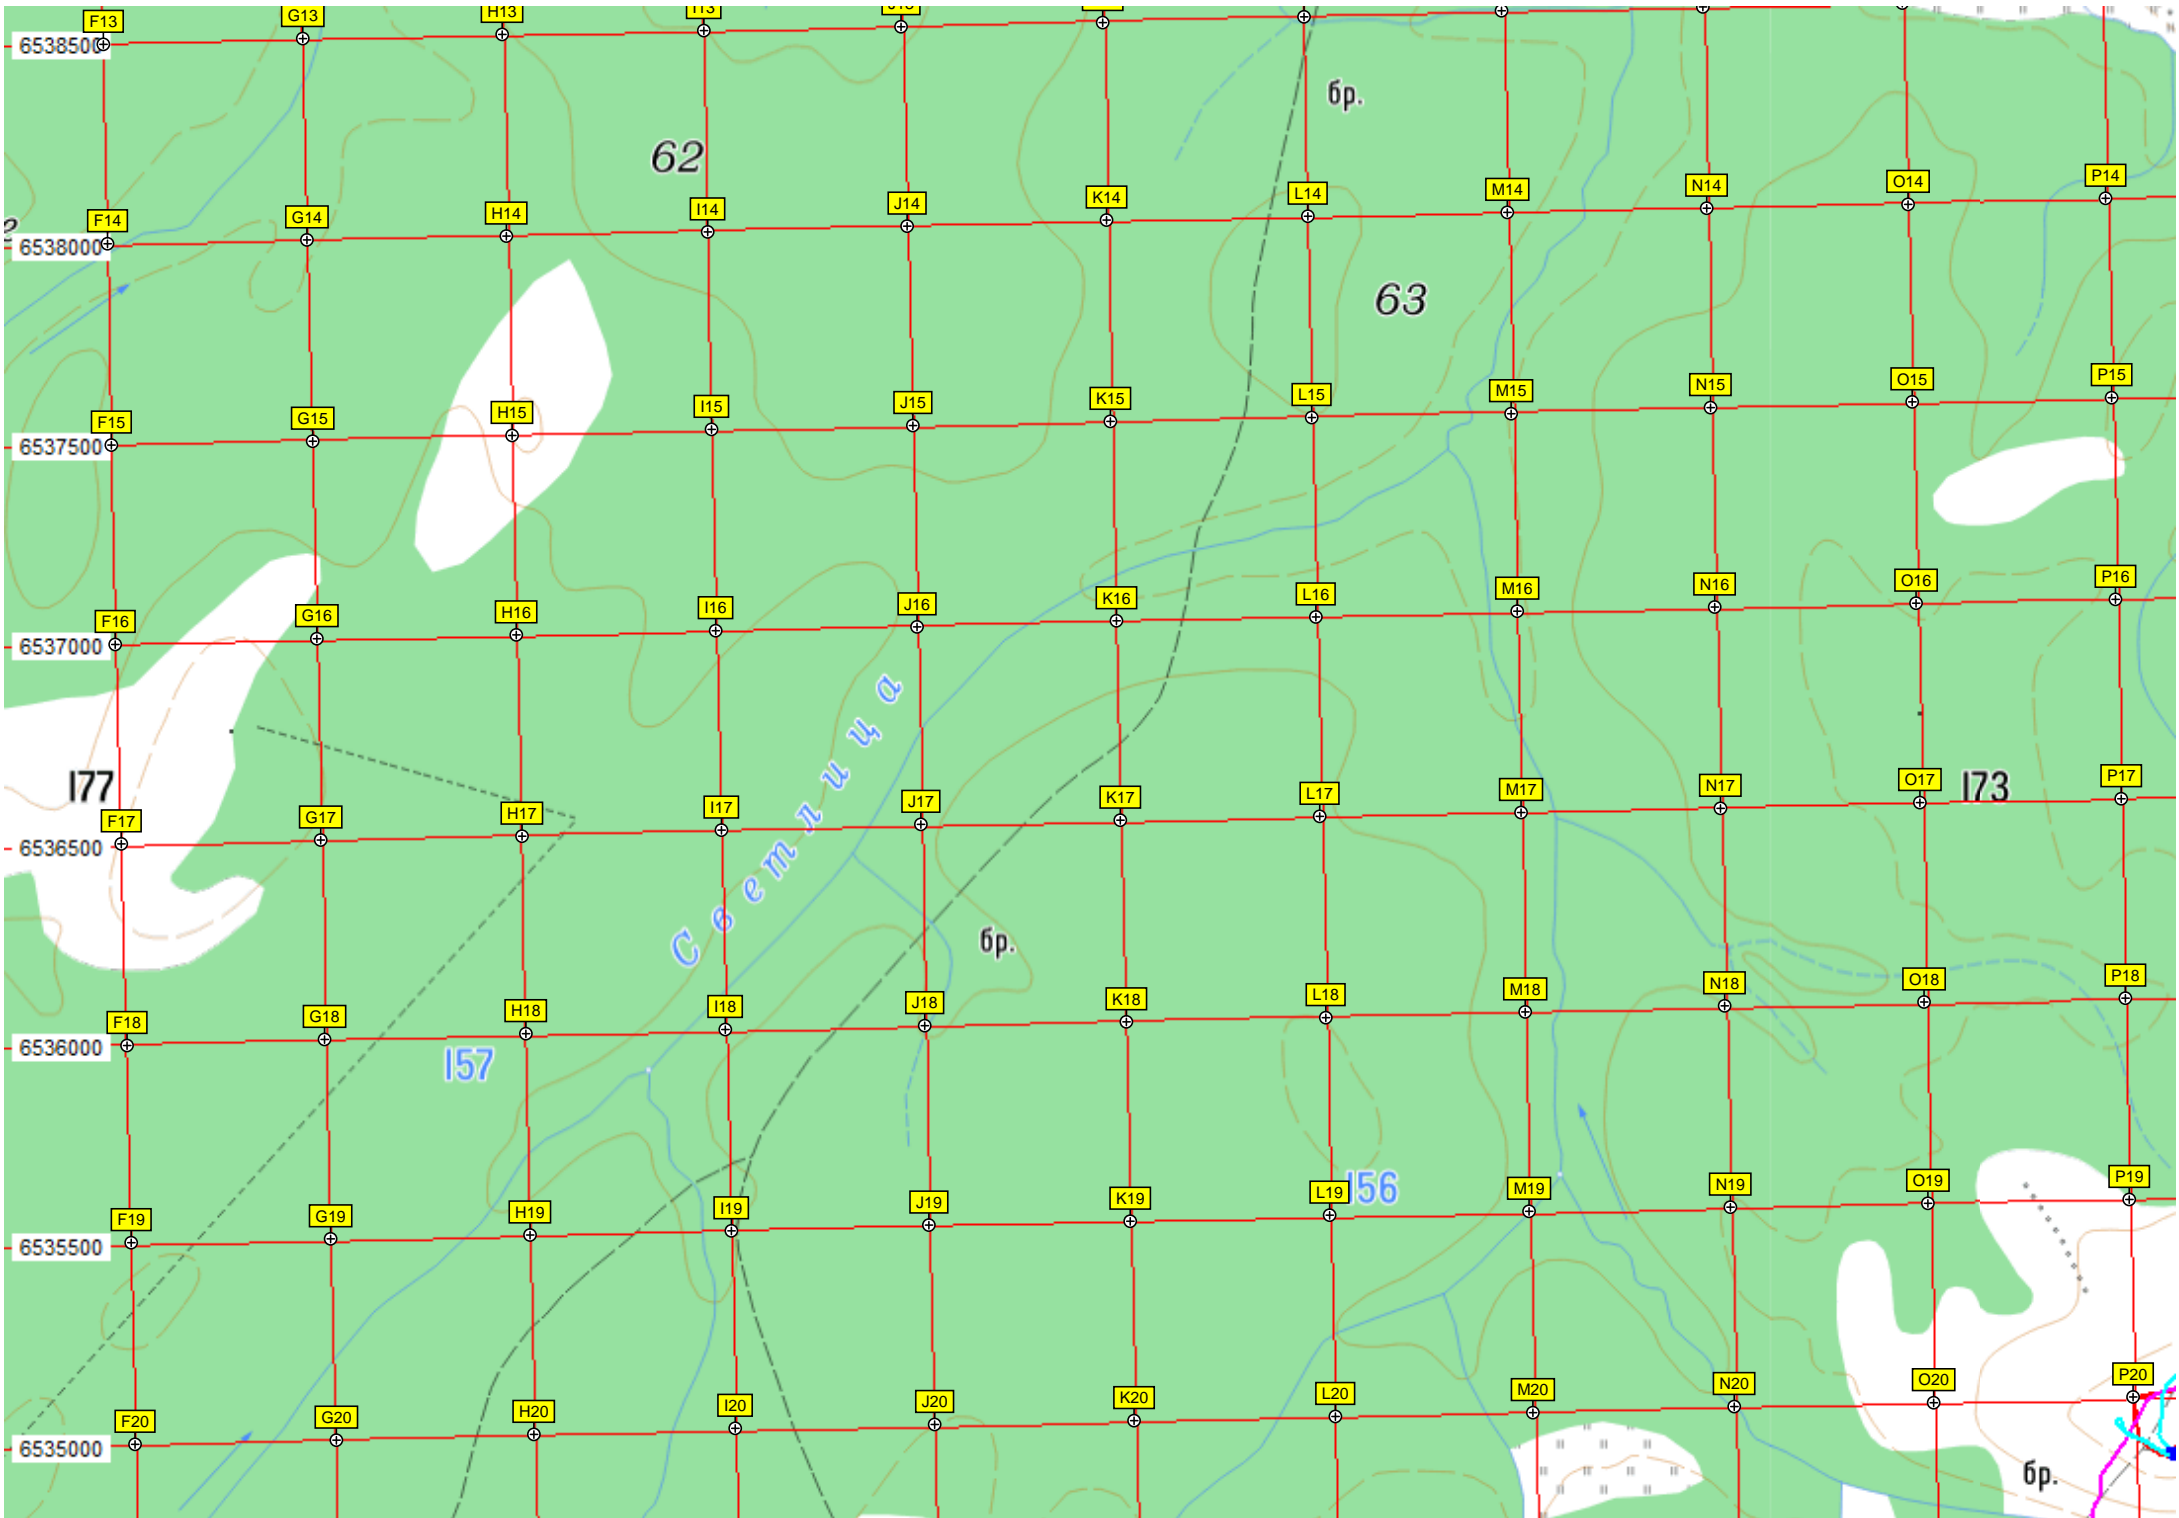 F13 G13 H13 I13 J13
6538500
бр.
62
F14 G14 H14 I14 J14 K14 L14 M14 N14 O14 P14
6538000
63
F15 G15 H15 I15 J15 K15 L15 M15 N15 O15 P15
6537500
F16 G16 H16 I16 J16 K16 L16 M16 N16 O16 P16
6537000
Светлица
177 173
F17 G17 H17 I17 J17 K17 L17 M17 N17 O17 P17
6536500
бр.
F18 G18 H18 I18 J18 K18 L18 M18 N18 O18 P18
6536000
157
156
F19 G19 H19 I19 J19 K19 L19 M19 N19 O19 P19
6535500
F20 G20 H20 I20 J20 K20 L20 M20 N20 O20 P20
6535000
бр.